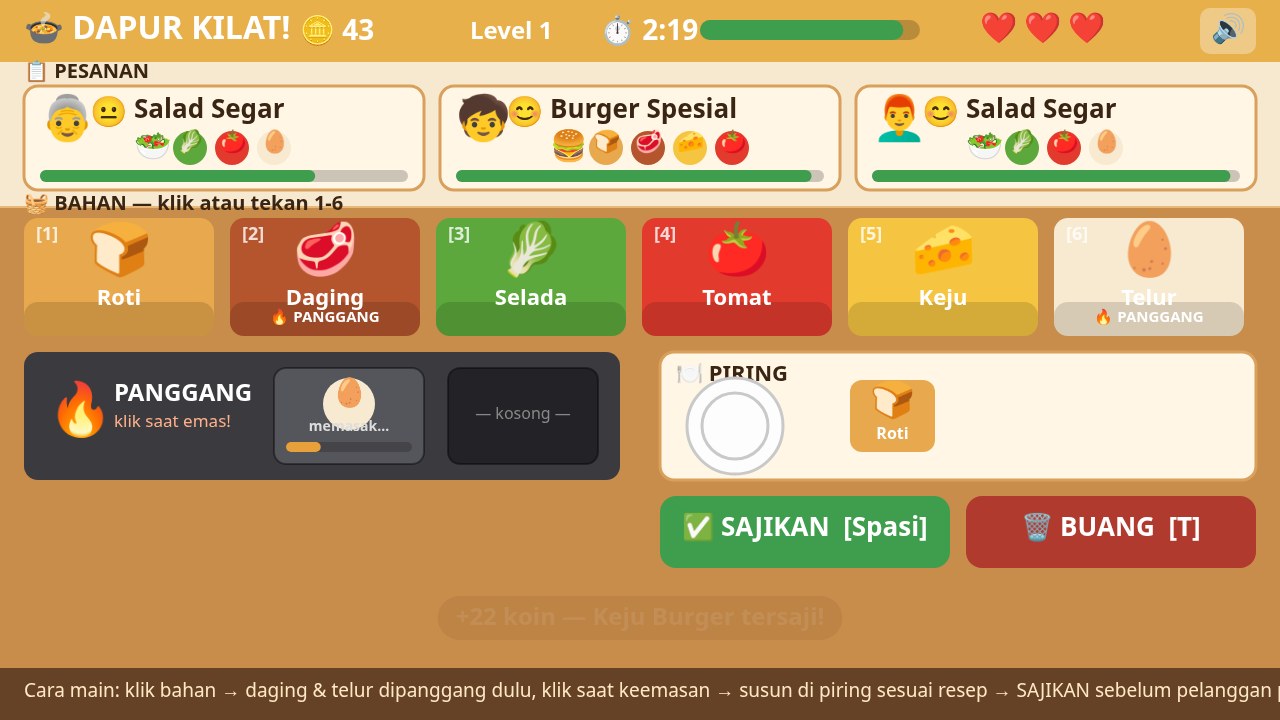 DAPUR KILAT! 43 Level 1 2:19
PESANAN
Salad Segar
Burger Spesial
Salad Segar
BAHAN — klik atau tekan 1-6
[1] Roti
[2] Daging
PANGGANG
[3] Selada
[4] Tomat
[5] Keju
[6] Telur
PANGGANG
PANGGANG
klik saat emas!
memasak...
— kosong —
PIRING
Roti
SAJIKAN [Spasi]
BUANG [T]
+22 koin — Keju Burger tersaji!
Cara main: klik bahan → daging & telur dipanggang dulu, klik saat keemasan → susun di piring sesuai resep → SAJIKAN sebelum pelanggan